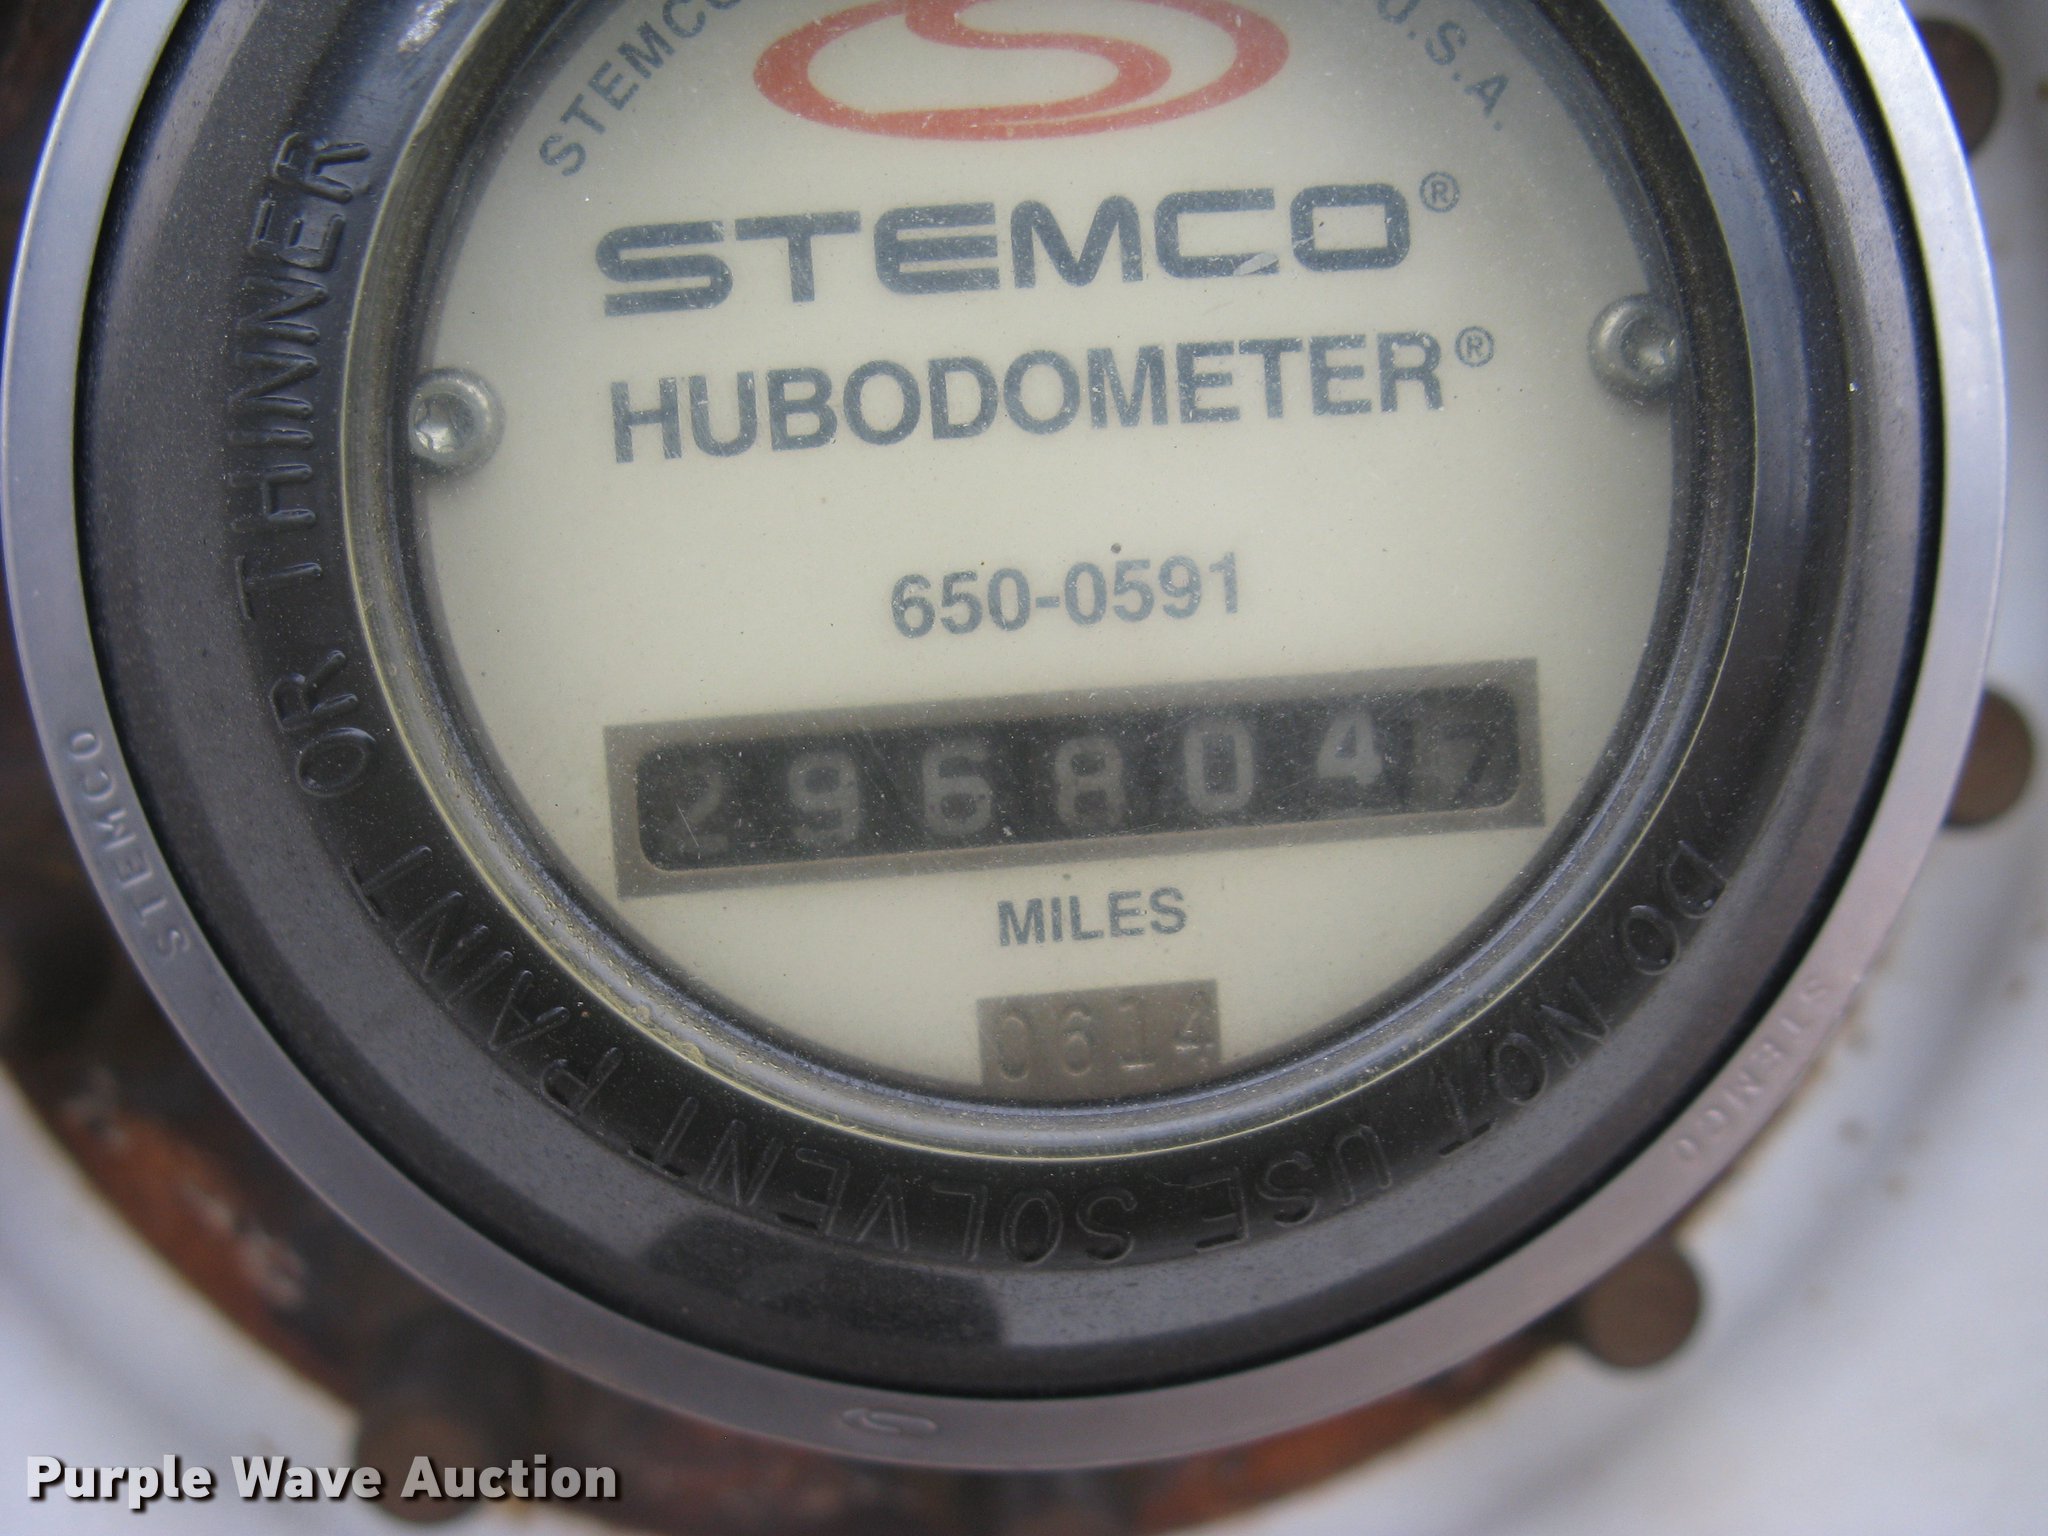 STEMCO
U.S.A.
STEMCO®
HUBODOMETER®
650-0591
296804
MILES
0614
DO NOT USE SOLVENT PAINT OR THINNER
STEMCO
STEMCO
Purple Wave Auction